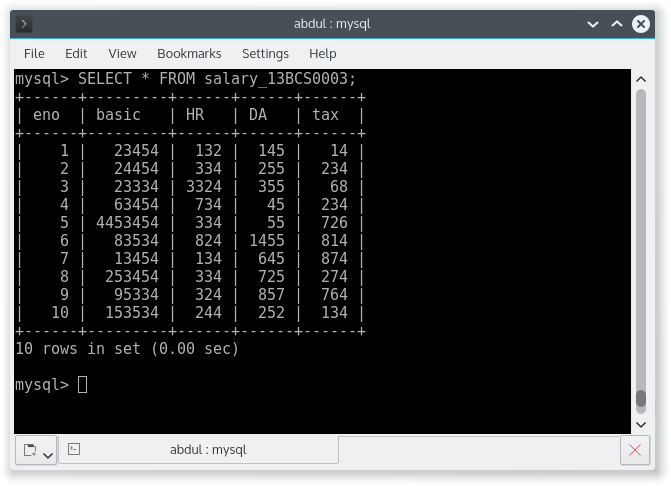 abdul : mysql
File Edit View Bookmarks Settings Help
mysql> SELECT * FROM salary_13BCS0003;
+------+---------+------+------+------+
| eno  | basic   | HR   | DA   | tax  |
+------+---------+------+------+------+
|    1 |   23454 |  132 |  145 |   14 |
|    2 |   24454 |  334 |  255 |  234 |
|    3 |   23334 | 3324 |  355 |   68 |
|    4 |   63454 |  734 |   45 |  234 |
|    5 | 4453454 |  334 |   55 |  726 |
|    6 |   83534 |  824 | 1455 |  814 |
|    7 |   13454 |  134 |  645 |  874 |
|    8 |  253454 |  334 |  725 |  274 |
|    9 |   95334 |  324 |  857 |  764 |
|   10 |  153534 |  244 |  252 |  134 |
+------+---------+------+------+------+
10 rows in set (0.00 sec)
mysql>
abdul : mysql